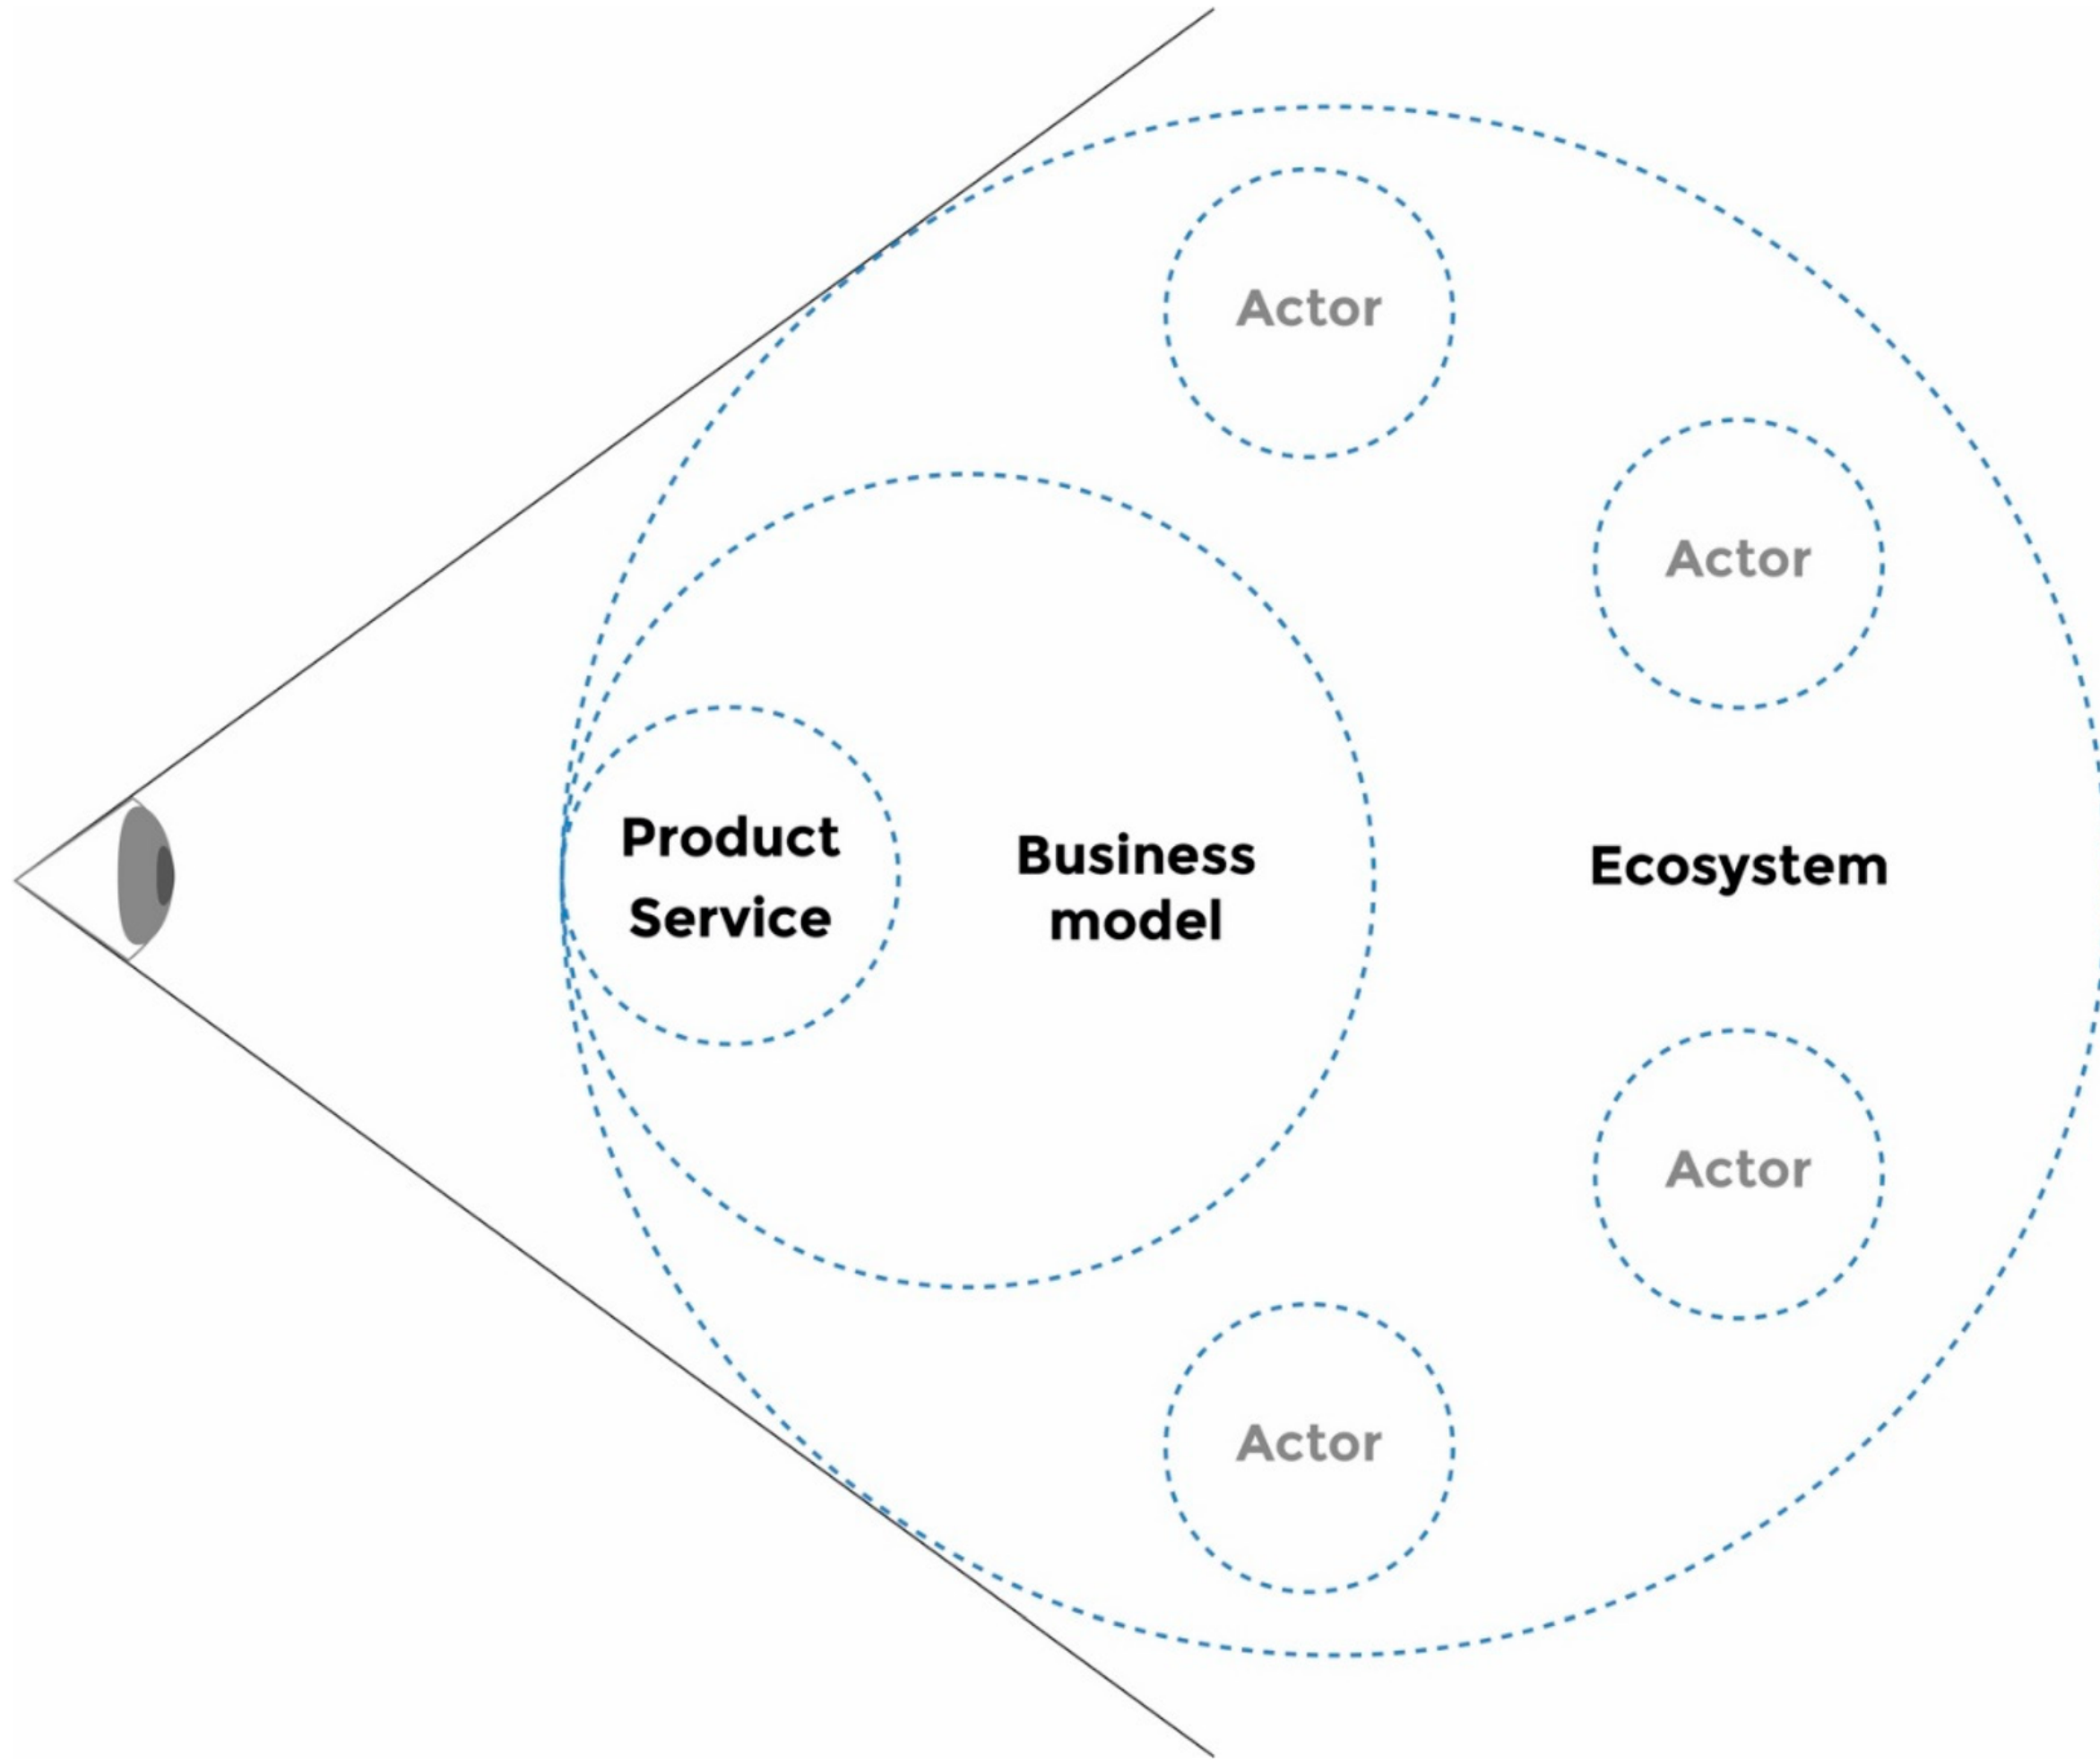 Actor
Actor
Product
Service
Business
model
Ecosystem
Actor
Actor